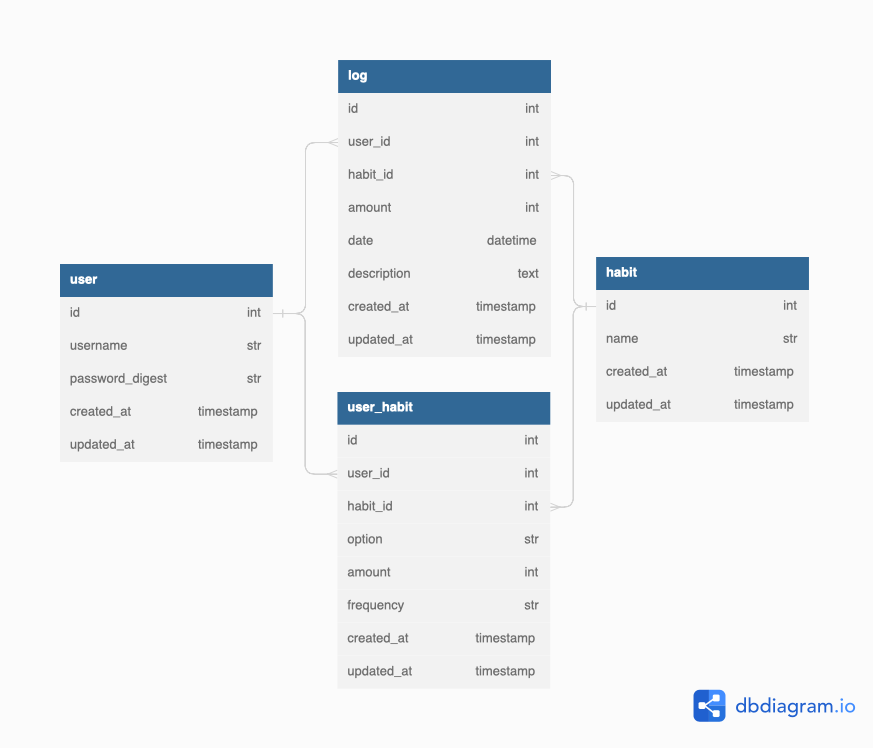 log
id int
user_id int
habit_id int
amount int
date datetime
description text
created_at timestamp
updated_at timestamp
user
id int
username str
password_digest str
created_at timestamp
updated_at timestamp
habit
id int
name str
created_at timestamp
updated_at timestamp
user_habit
id int
user_id int
habit_id int
option str
amount int
frequency str
created_at timestamp
updated_at timestamp
dbdiagram.io